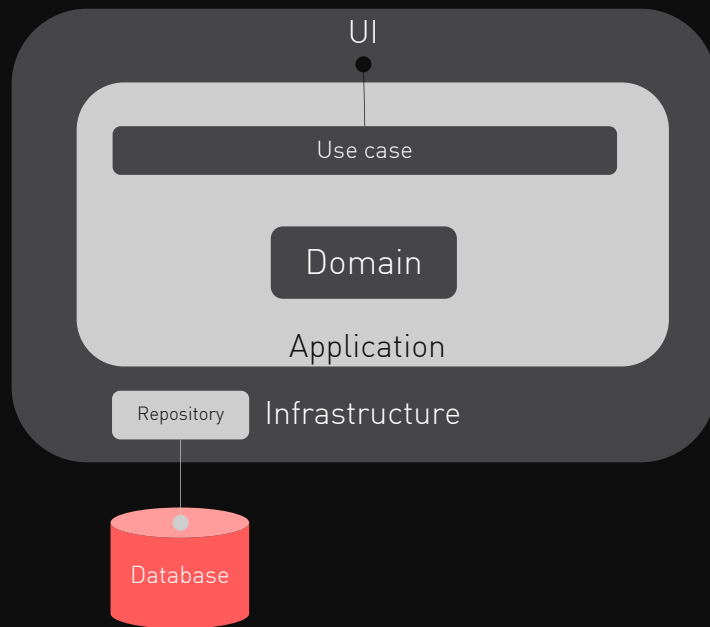 UI
Use case
Domain
Application
Repository
Infrastructure
Database